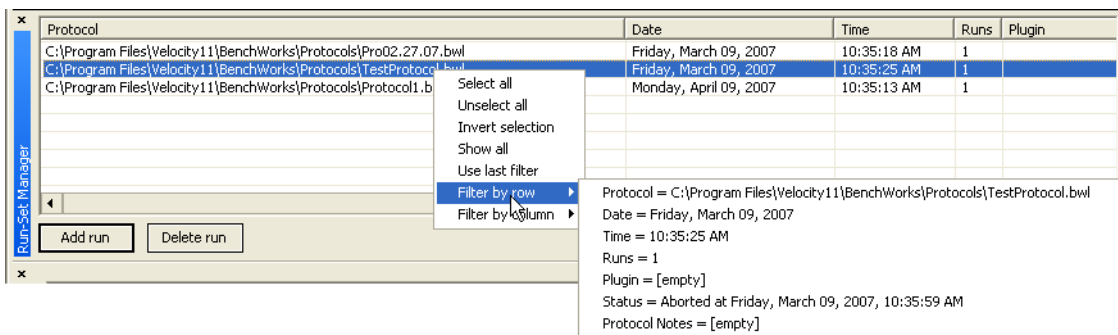 Protocol Date Time Runs Plugin
C:\Program Files\Velocity11\BenchWorks\Protocols\Pro02.27.07.bwl Friday, March 09, 2007 10:35:18 AM 1
C:\Program Files\Velocity11\BenchWorks\Protocols\TestProtocol.bwl Friday, March 09, 2007 10:35:25 AM 1
C:\Program Files\Velocity11\BenchWorks\Protocols\Protocol1.b Monday, April 09, 2007 10:35:13 AM 1
Select all
Unselect all
Invert selection
Show all
Use last filter
Filter by row
Filter by column
Protocol = C:\Program Files\Velocity11\BenchWorks\Protocols\TestProtocol.bwl
Date = Friday, March 09, 2007
Time = 10:35:25 AM
Runs = 1
Plugin = [empty]
Status = Aborted at Friday, March 09, 2007, 10:35:59 AM
Protocol Notes = [empty]
Run-Set Manager
Add run Delete run